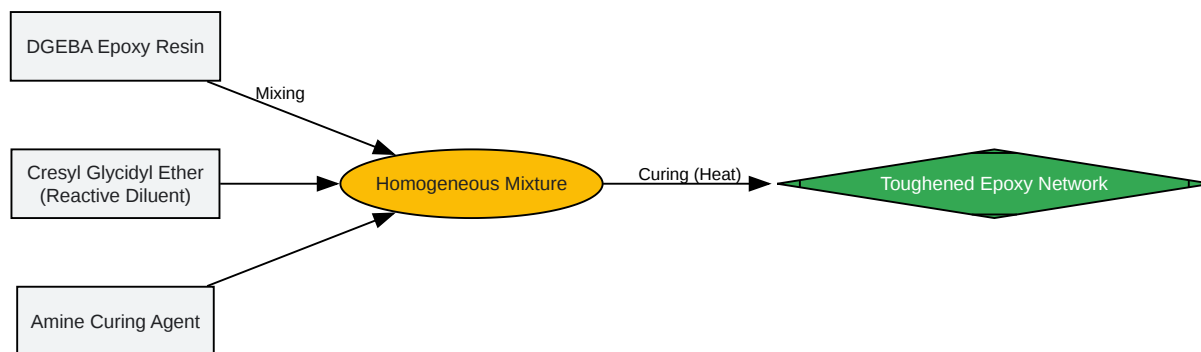 DGEBA Epoxy Resin
Mixing
Cresyl Glycidyl Ether
(Reactive Diluent)
Homogeneous Mixture
Curing (Heat)
Toughened Epoxy Network
Amine Curing Agent